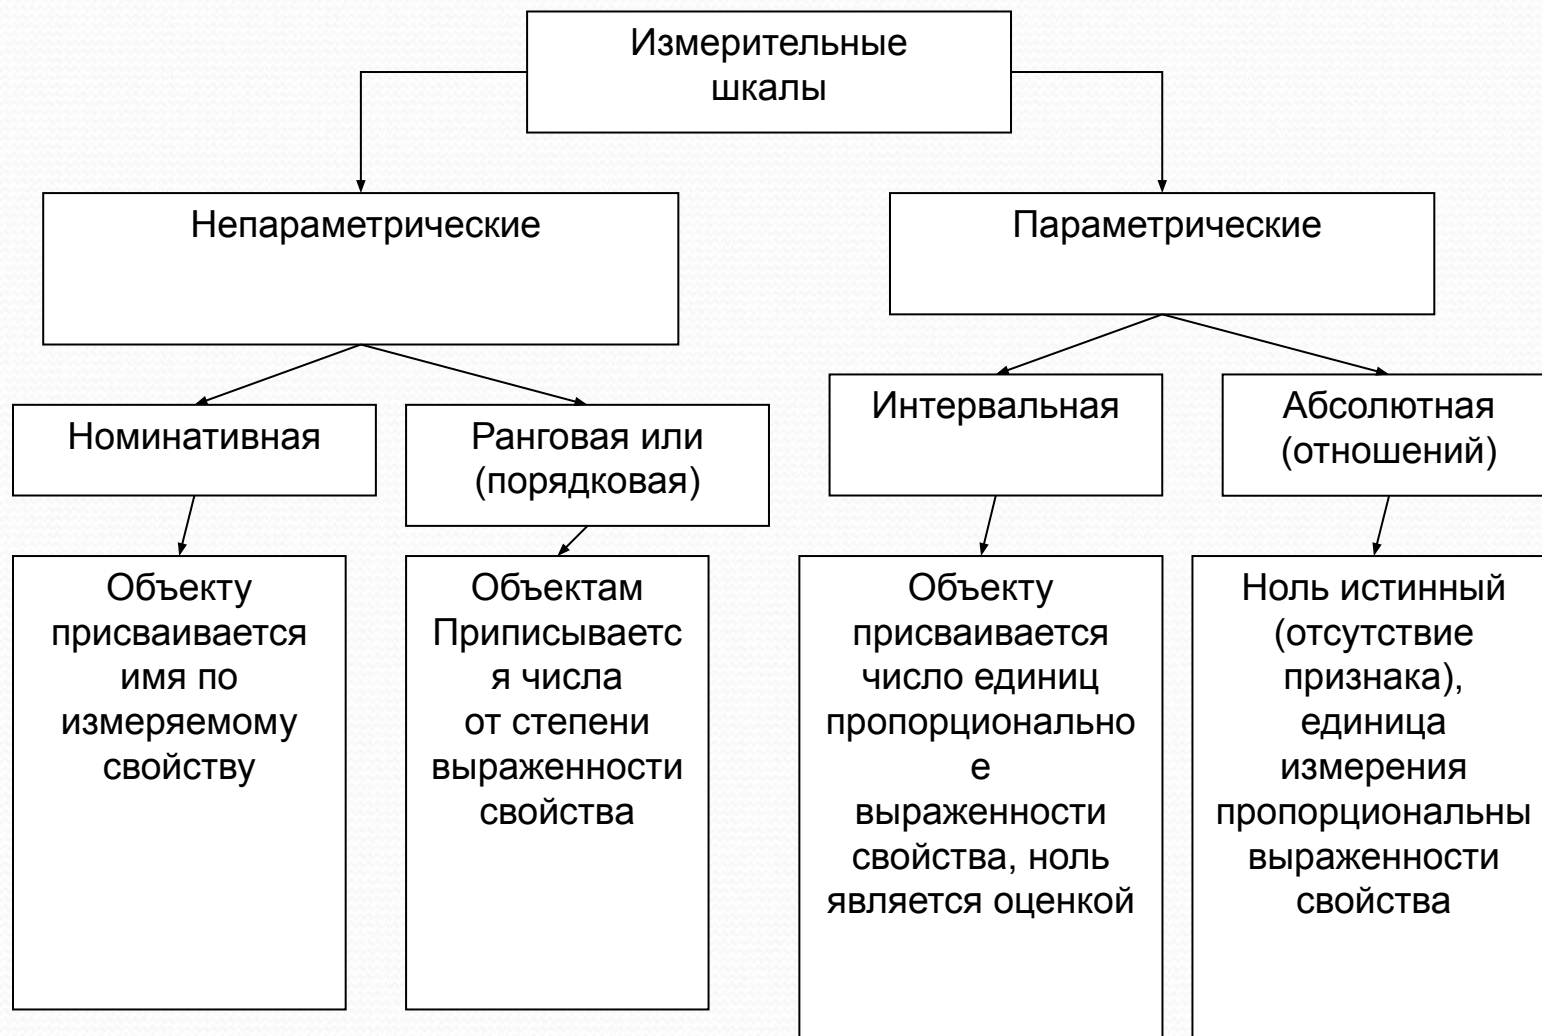 Измерительные
шкалы
Непараметрические
Параметрические
Номинативная
Ранговая или
(порядковая)
Интервальная
Абсолютная
(отношений)
Объекту
присваивается
имя по
измеряемому
свойству
Объектам
Приписываетс
я числа
от степени
выраженности
свойства
Объекту
присваивается
число единиц
пропорционально
е
выраженности
свойства, ноль
является оценкой
Ноль истинный
(отсутствие
признака),
единица
измерения
пропорциональны
выраженности
свойства